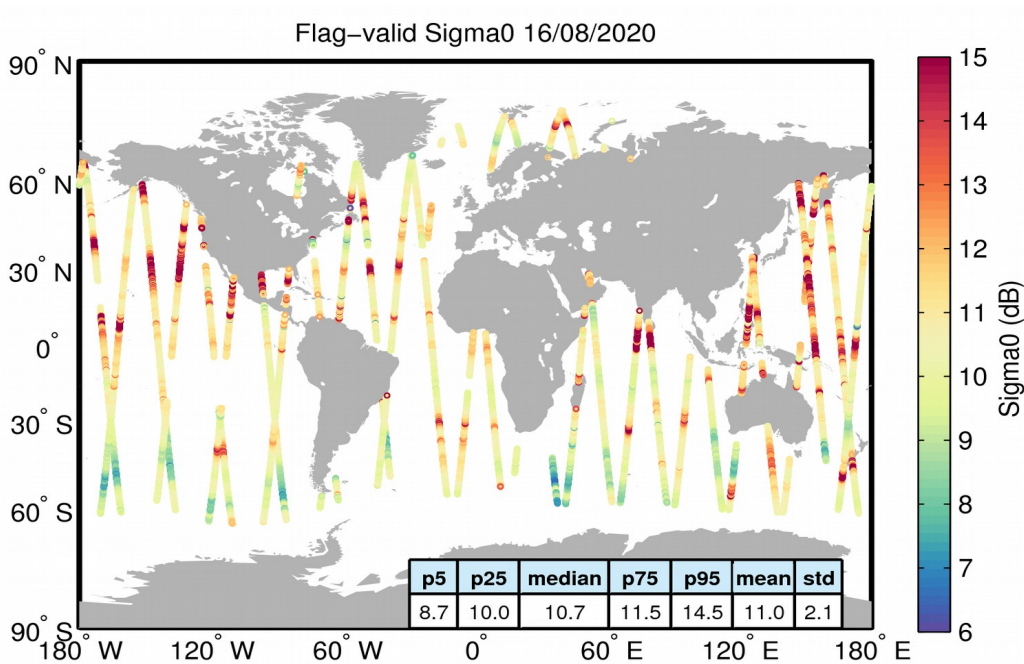 Flag−valid Sigma0 16/08/2020
90° N
60° N
30° N
0°
30° S
60° S
90° S
180° W 120° W 60° W 0° 60° E 120° E 180° E
p5 p25 median p75 p95 mean std
8.7 10.0 10.7 11.5 14.5 11.0 2.1
15
14
13
12
11
10
9
8
7
6
Sigma0 (dB)